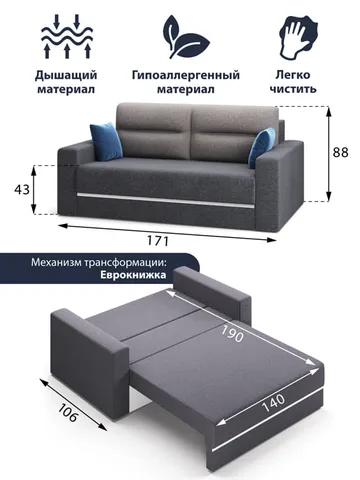 Дышащий
материал
Гипоаллергенный
материал
Легко
чистить
88
43
171
Механизм трансформации:
Еврокнижка
190
140
106